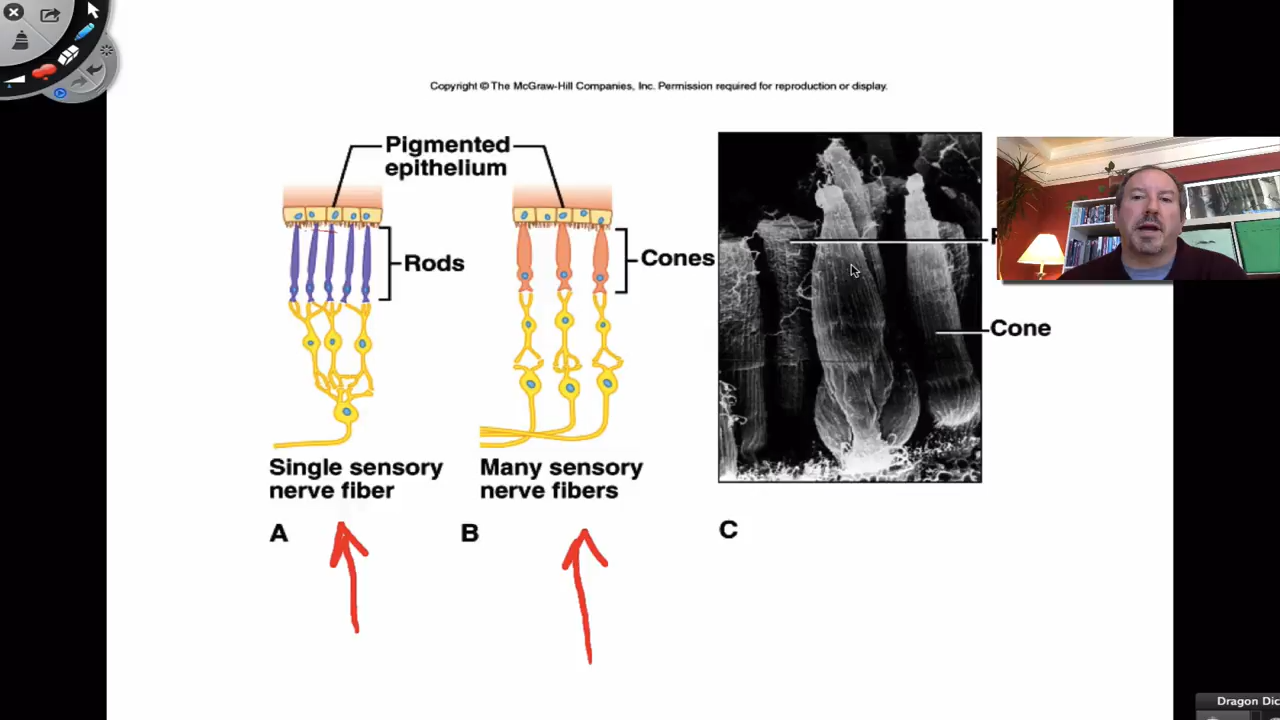 Copyright © The McGraw-Hill Companies, Inc. Permission required for reproduction or display.
Pigmented
epithelium
Rods
Cones
Cone
Single sensory
nerve fiber
Many sensory
nerve fibers
A
B
C
Dragon Dic